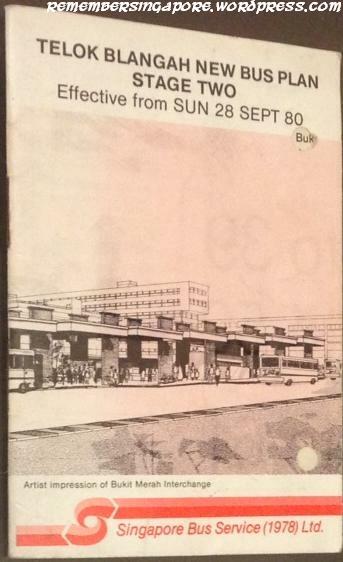 remembersingapore.wordpress.com
TELOK BLANGAH NEW BUS PLAN
STAGE TWO
Effective from SUN 28 SEPT 80
Buk
Artist impression of Bukit Merah Interchange
Singapore Bus Service (1978) Ltd.